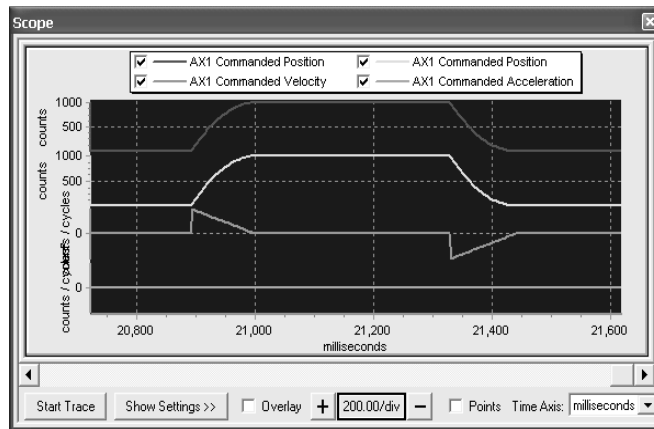 Scope
AX1 Commanded Position
AX1 Commanded Position
AX1 Commanded Velocity
AX1 Commanded Acceleration
1000
500
counts
1000
500
counts
0
counts / cycles
0
20,800 21,000 21,200 21,400 21,600
milliseconds
Start Trace Show Settings >> Overlay + 200.00/div - Points Time Axis: milliseconds